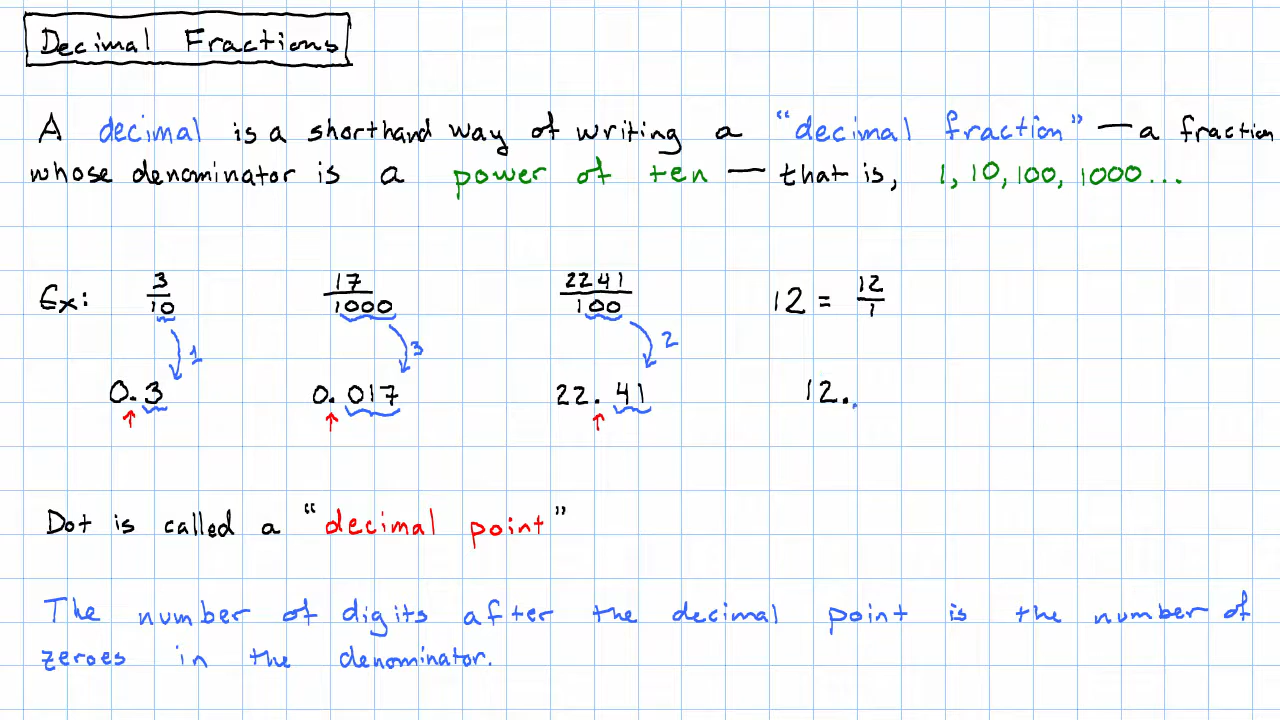 Decimal Fractions
A decimal is a shorthand way of writing a "decimal fraction" — a fraction
whose denominator is a power of ten — that is, 1, 10, 100, 1000...
Ex: 3/10 17/1000 2241/100 12 = 12/1
1 3 2
0.3 0.017 22.41 12.
Dot is called a "decimal point"
The number of digits after the decimal point is the number of
zeroes in the denominator.